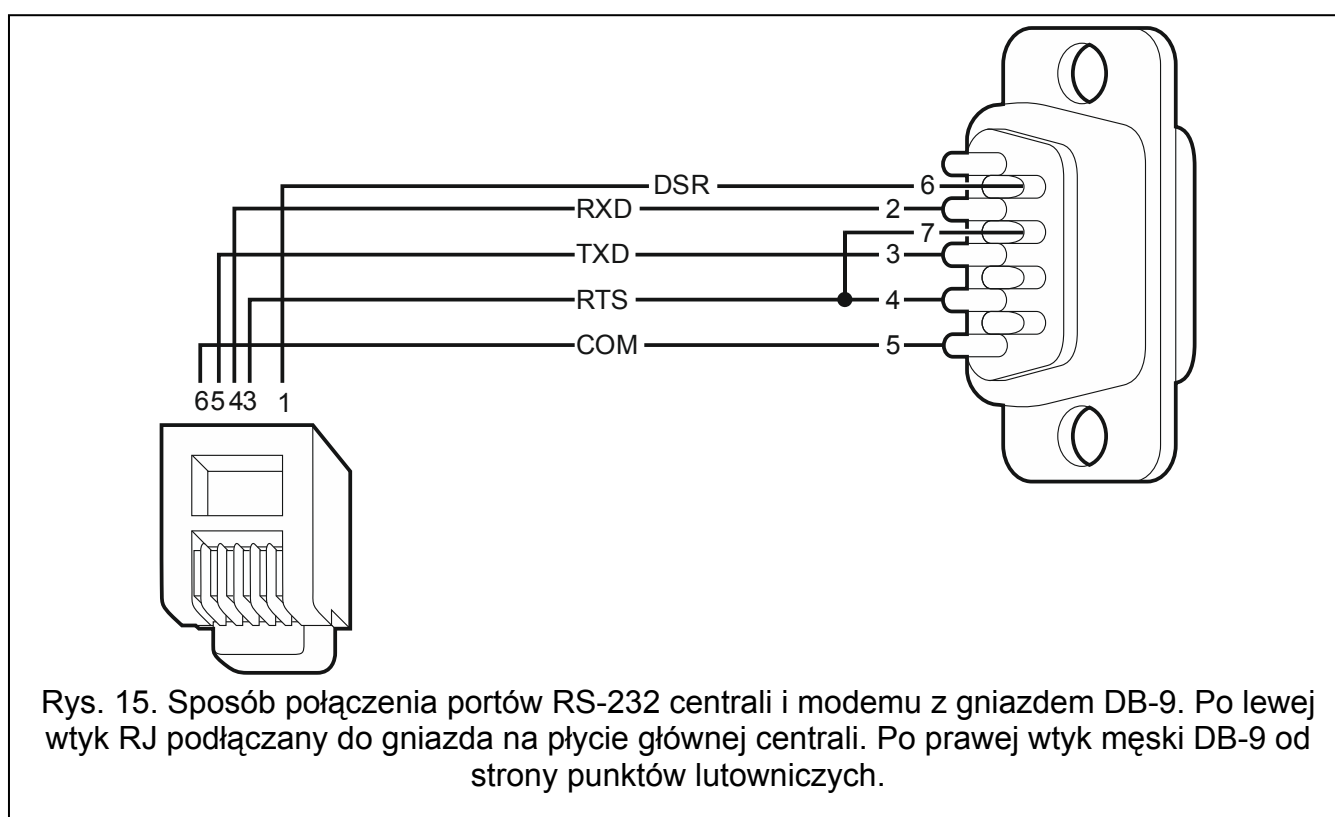 DSR 6
RXD 2
7
TXD 3
RTS 4
COM 5
6543 1
Rys. 15. Sposób połączenia portów RS-232 centrali i modemu z gniazdem DB-9. Po lewej
wtyk RJ podłączany do gniazda na płycie głównej centrali. Po prawej wtyk męski DB-9 od
strony punktów lutowniczych.